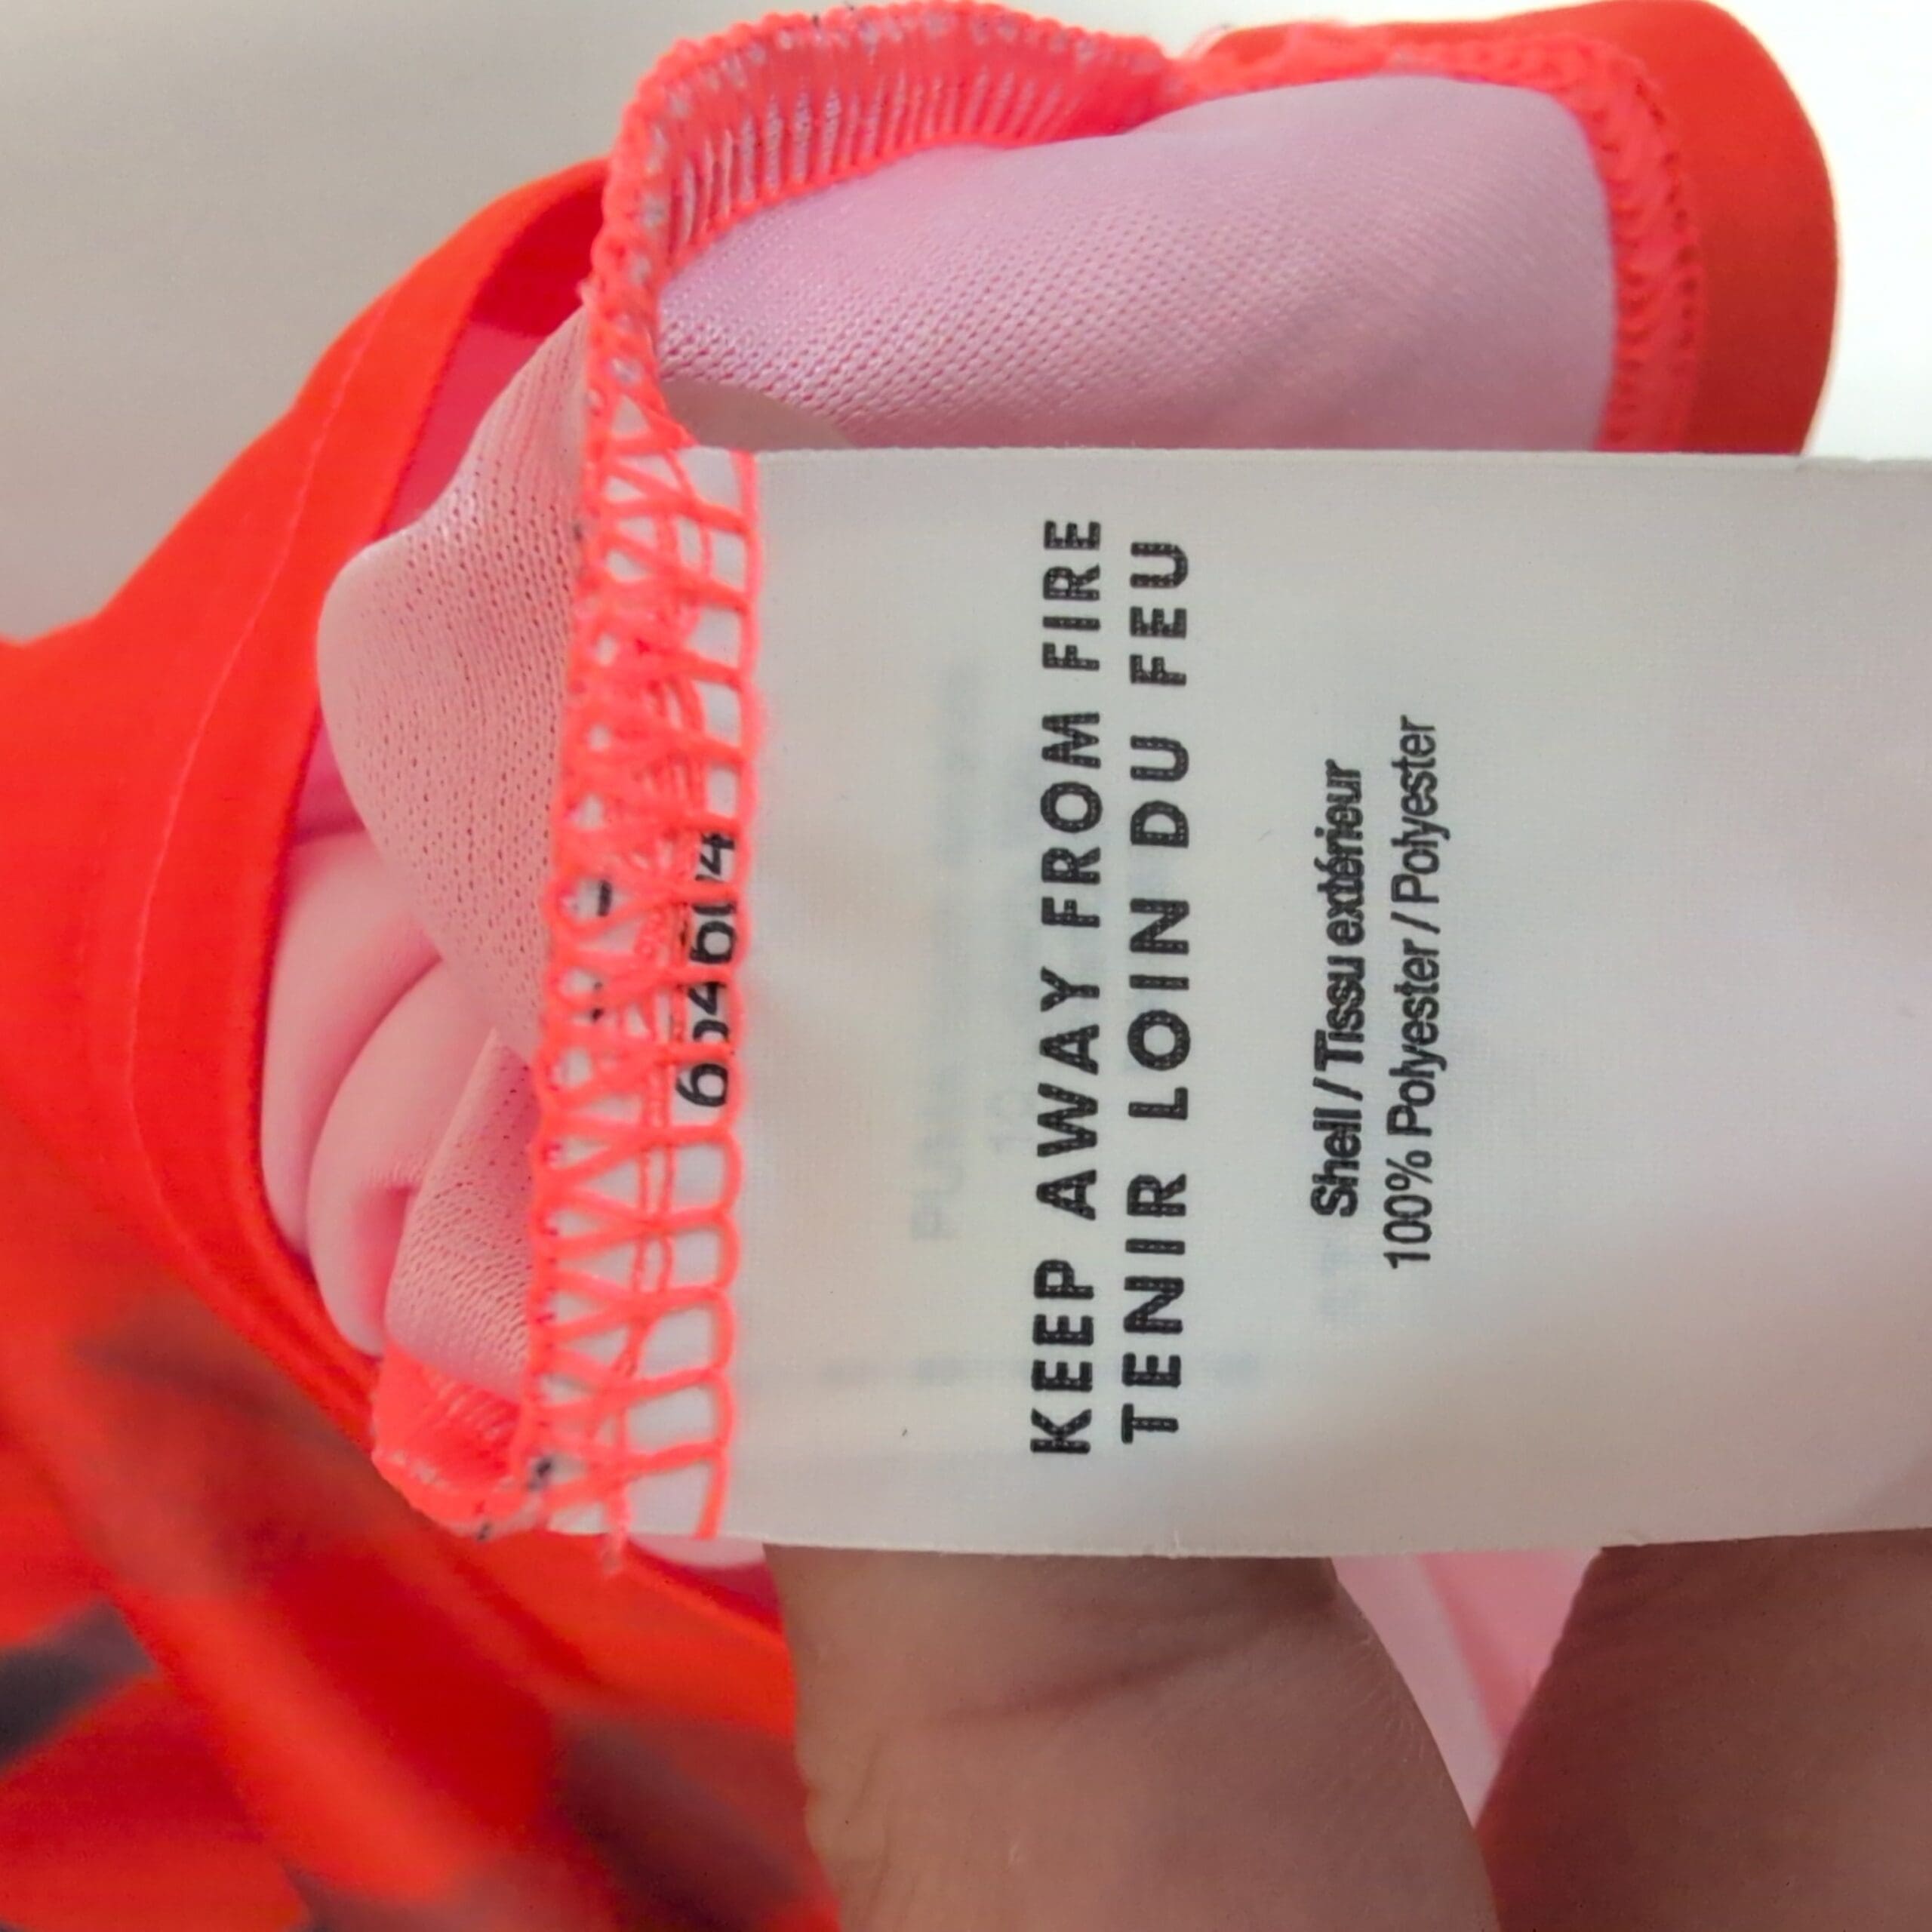 KEEP AWAY FROM FIRE
TENIR LOIN DU FEU
Shell / Tissu extérieur
100% Polyester / Polyester